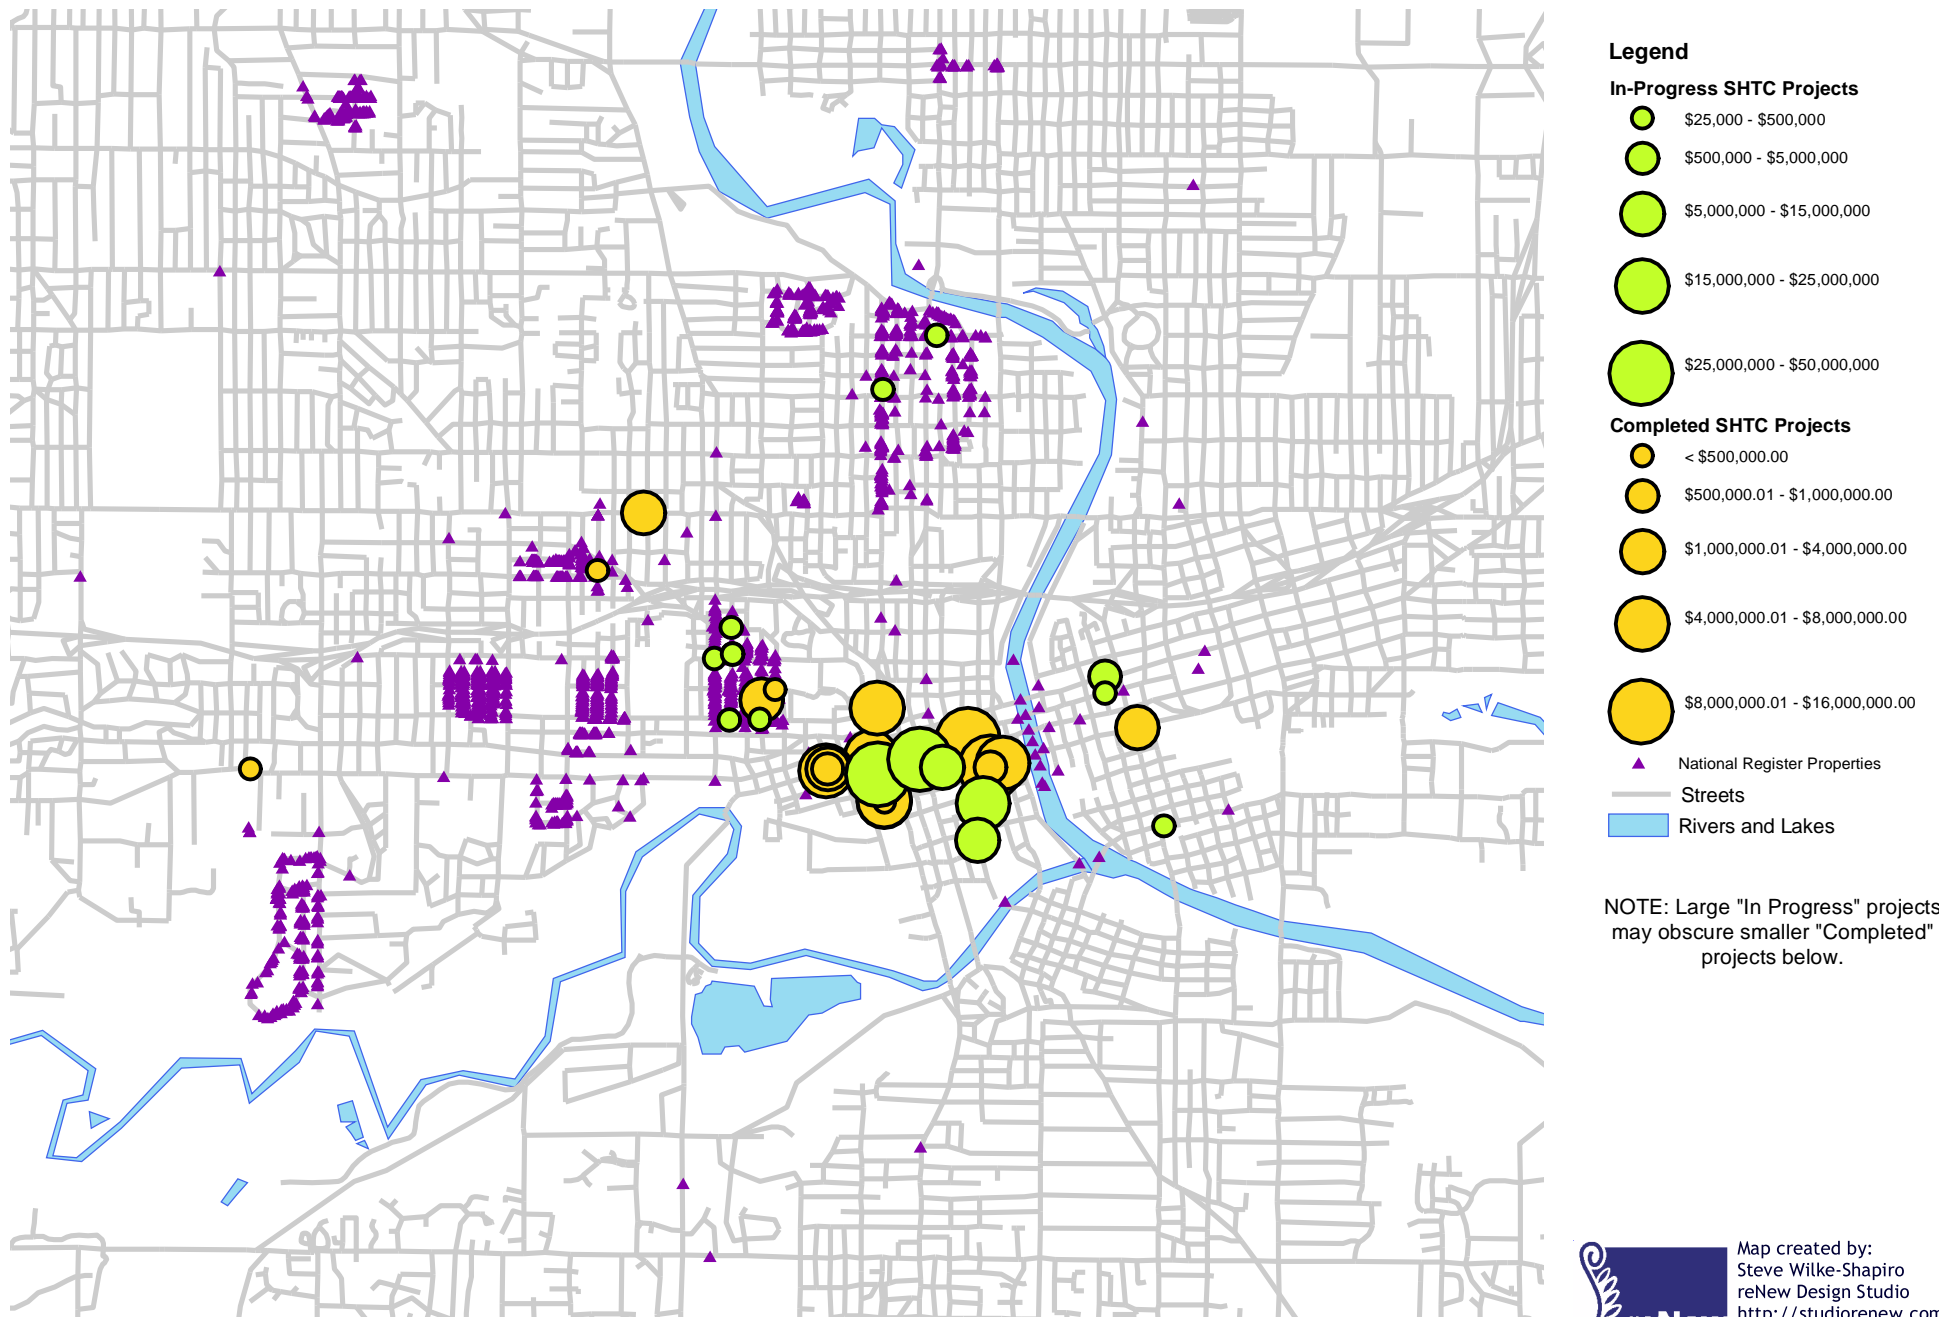 Legend
In-Progress SHTC Projects
$25,000 - $500,000
$500,000 - $5,000,000
$5,000,000 - $15,000,000
$15,000,000 - $25,000,000
$25,000,000 - $50,000,000
Completed SHTC Projects
< $500,000.00
$500,000.01 - $1,000,000.00
$1,000,000.01 - $4,000,000.00
$4,000,000.01 - $8,000,000.00
$8,000,000.01 - $16,000,000.00
National Register Properties
Streets
Rivers and Lakes
NOTE: Large "In Progress" projects
may obscure smaller "Completed"
projects below.
Map created by:
Steve Wilke-Shapiro
reNew Design Studio
http://studiorenew.com